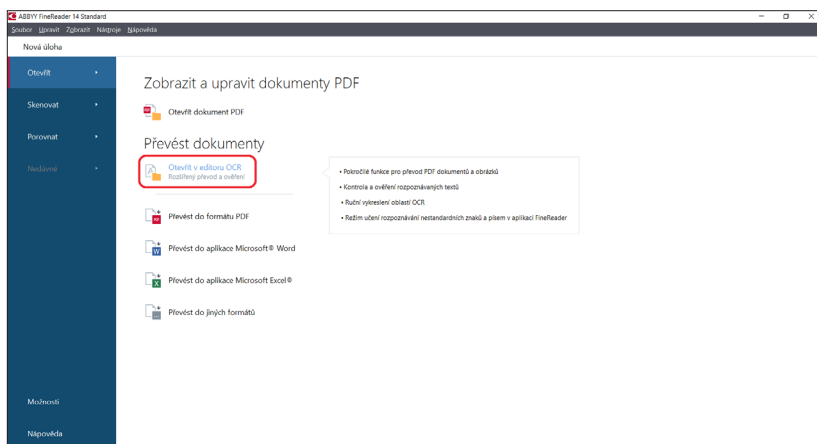 ABBYY FineReader 14 Standard
Soubor Upravit Zobrazit Nástroje Nápověda
Nová úloha
Otevřít
Skenovat
Porovnat
Nedávné
Možnosti
Nápověda
Zobrazit a upravit dokumenty PDF
Otevřít dokument PDF
Převést dokumenty
Otevřít v editoru OCR
Rozšířený převod a ověření
Převést do formátu PDF
Převést do aplikace Microsoft® Word
Převést do aplikace Microsoft Excel®
Převést do jiných formátů
• Pokročilé funkce pro převod PDF dokumentů a obrázků
• Kontrola a ověření rozpoznávaných textů
• Ruční vykreslení oblastí OCR
• Režim učení rozpoznávání nestandardních znaků a písem v aplikaci FineReader